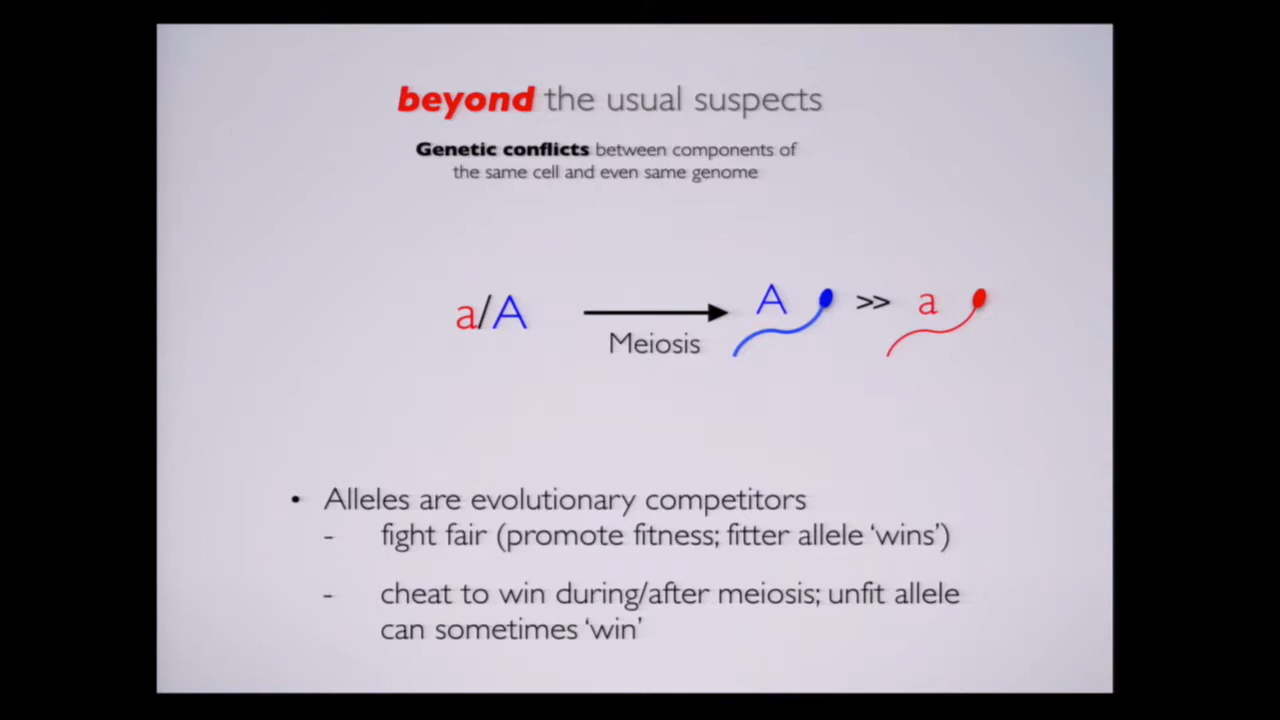 beyond the usual suspects
Genetic conflicts between components of
the same cell and even same genome
a/A
Meiosis
A >> a
• Alleles are evolutionary competitors
- fight fair (promote fitness; fitter allele ‘wins’)
- cheat to win during/after meiosis; unfit allele
can sometimes ‘win’